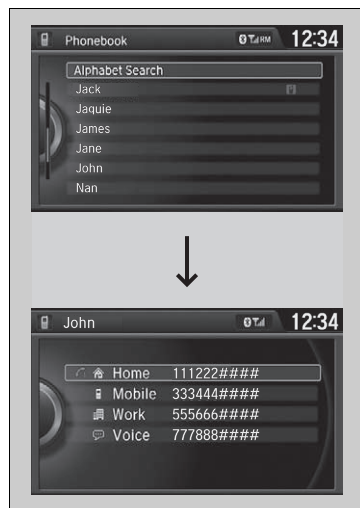 Phonebook RM 12:34
Alphabet Search
Jack
Jaquie
James
Jane
John
Nan
John 12:34
Home 111222####
Mobile 333444####
Work 555666####
Voice 777888####